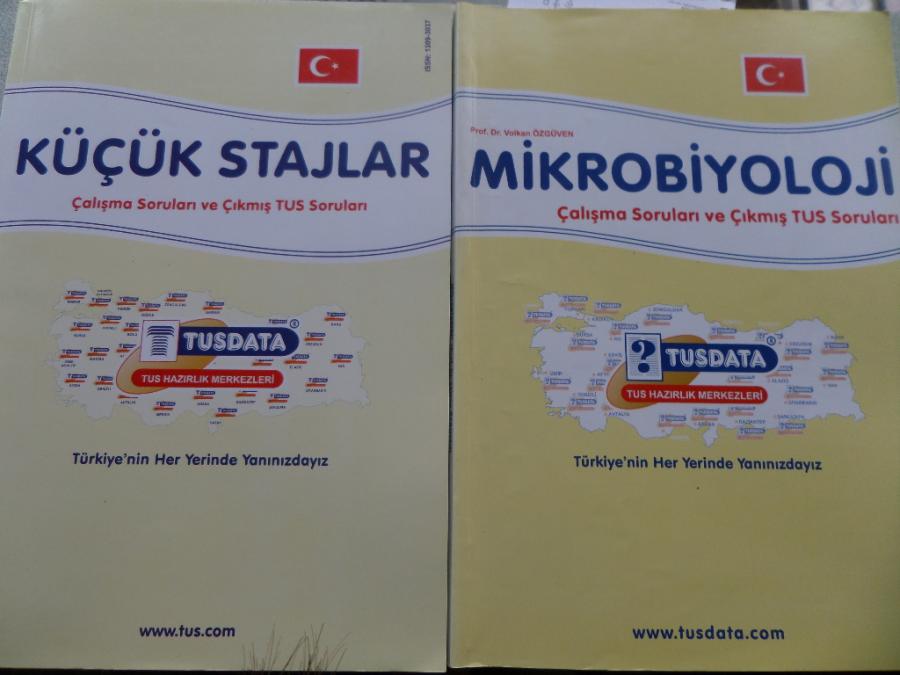 ISSN: 1309-3037
KÜÇÜK STAJLAR
Çalışma Soruları ve Çıkmış TUS Soruları
TUSDATA
TUS HAZIRLIK MERKEZLERİ
Türkiye'nin Her Yerinde Yanınızdayız
www.tus.com
Prof. Dr. Volkan ÖZGÜVEN
MİKROBİYOLOJİ
Çalışma Soruları ve Çıkmış TUS Soruları
?
TUSDATA
TUS HAZIRLIK MERKEZLERİ
Türkiye'nin Her Yerinde Yanınızdayız
www.tusdata.com